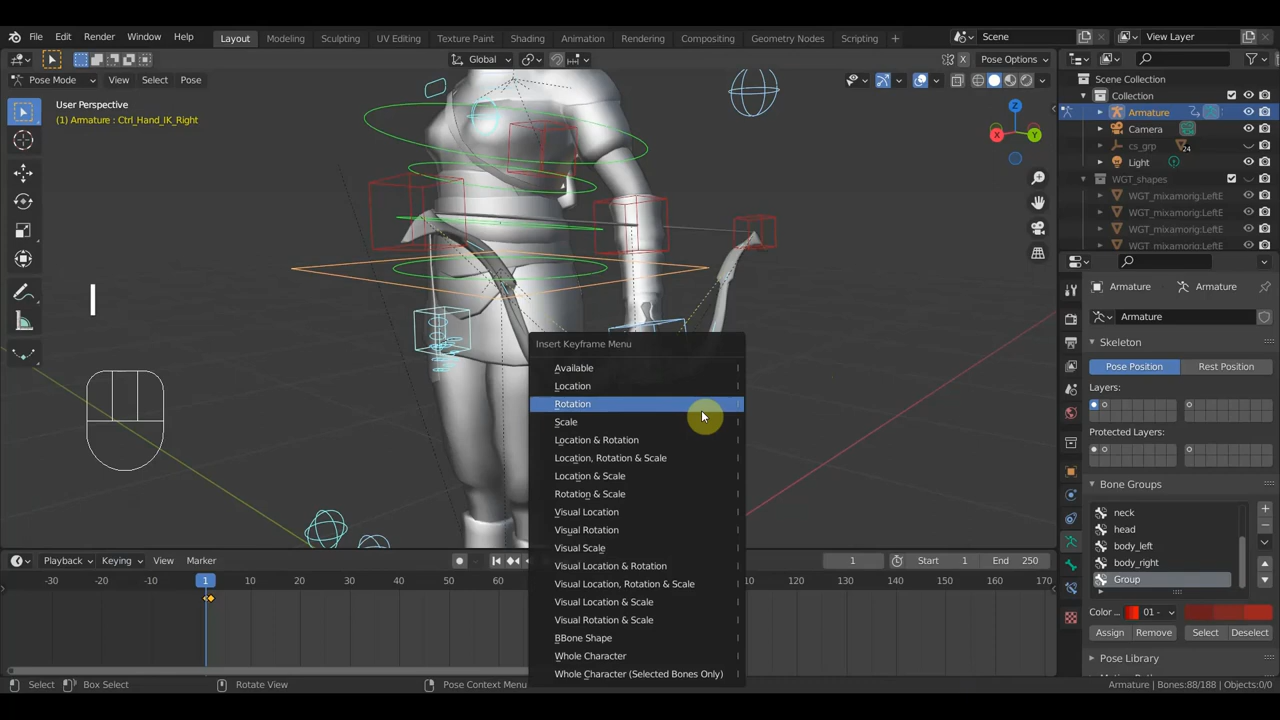 File Edit Render Window Help
Layout Modeling Sculpting UV Editing Texture Paint Shading Animation Rendering Compositing Geometry Nodes Scripting +
Scene
View Layer
Global
Pose Options
Pose Mode View Select Pose
X
User Perspective
(1) Armature : Ctrl_Hand_IK_Right
Z
X
Y
Scene Collection
Collection
Armature
Camera
cs_grp
24
Light
WGT_shapes
WGT_mixamorig:LeftE
WGT_mixamorig:LeftE
WGT_mixamorig:LeftE
WGT_mixamorig:LeftE
Armature
Armature
Armature
Skeleton
Pose Position
Rest Position
Layers:
Protected Layers:
Bone Groups
neck
head
body_left
body_right
Group
Color ...
01 -
Assign Remove Select Deselect
Pose Library
I
Insert Keyframe Menu
Available
Location I
Rotation I
Scale I
Location & Rotation I
Location, Rotation & Scale I
Location & Scale I
Rotation & Scale I
Visual Location I
Visual Rotation I
Visual Scale I
Visual Location & Rotation I
Visual Location, Rotation & Scale I
Visual Location & Scale I
Visual Rotation & Scale I
BBone Shape I
Whole Character I
Whole Character (Selected Bones Only) I
Playback Keying View Marker
1
Start 1
End 250
-30 -20 -10 1 10 20 30 40 110 120 130 140 150 160 170
Select
Box Select
Rotate View
Pose Context Menu
Armature | Bones:88/188 | Objects:0/0